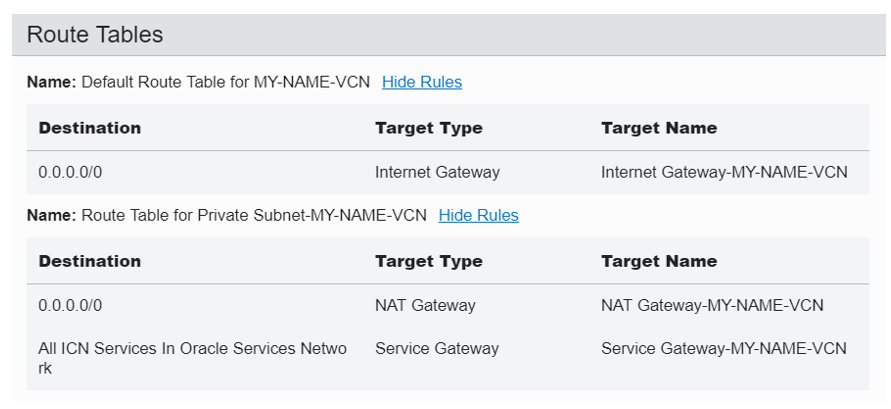 Route Tables
Name: Default Route Table for MY-NAME-VCN Hide Rules
Destination Target Type Target Name
0.0.0.0/0 Internet Gateway Internet Gateway-MY-NAME-VCN
Name: Route Table for Private Subnet-MY-NAME-VCN Hide Rules
Destination Target Type Target Name
0.0.0.0/0 NAT Gateway NAT Gateway-MY-NAME-VCN
All ICN Services In Oracle Services Netwo Service Gateway Service Gateway-MY-NAME-VCN
rk